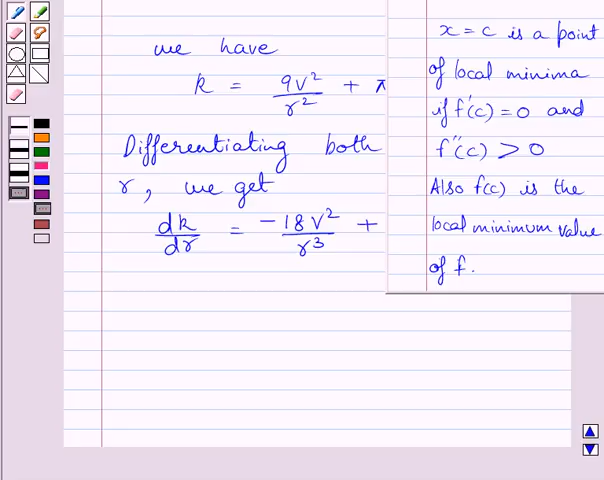 we have
k = 9v²/r² + π
Differentiating both
r, we get
dk/dr = -18v²/r³ +
x = c is a point
of local minima
if f'(c) = 0 and
f''(c) > 0
Also f(c) is the
local minimum value
of f.